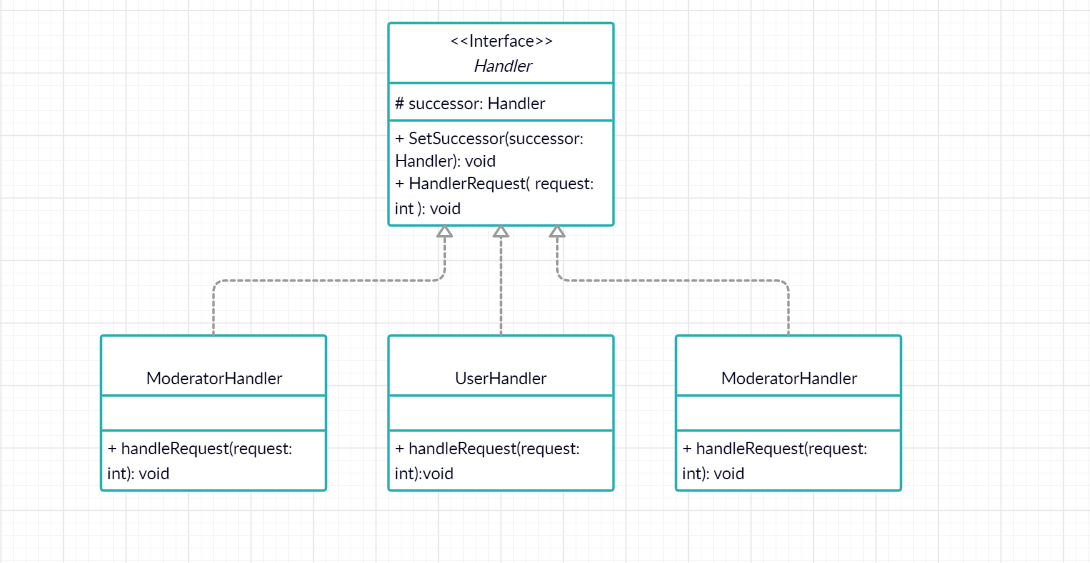 <<Interface>>
Handler
# successor: Handler
+ SetSuccessor(successor:
Handler): void
+ HandlerRequest( request:
int ): void
ModeratorHandler
+ handleRequest(request:
int): void
UserHandler
+ handleRequest(request:
int):void
ModeratorHandler
+ handleRequest(request:
int): void